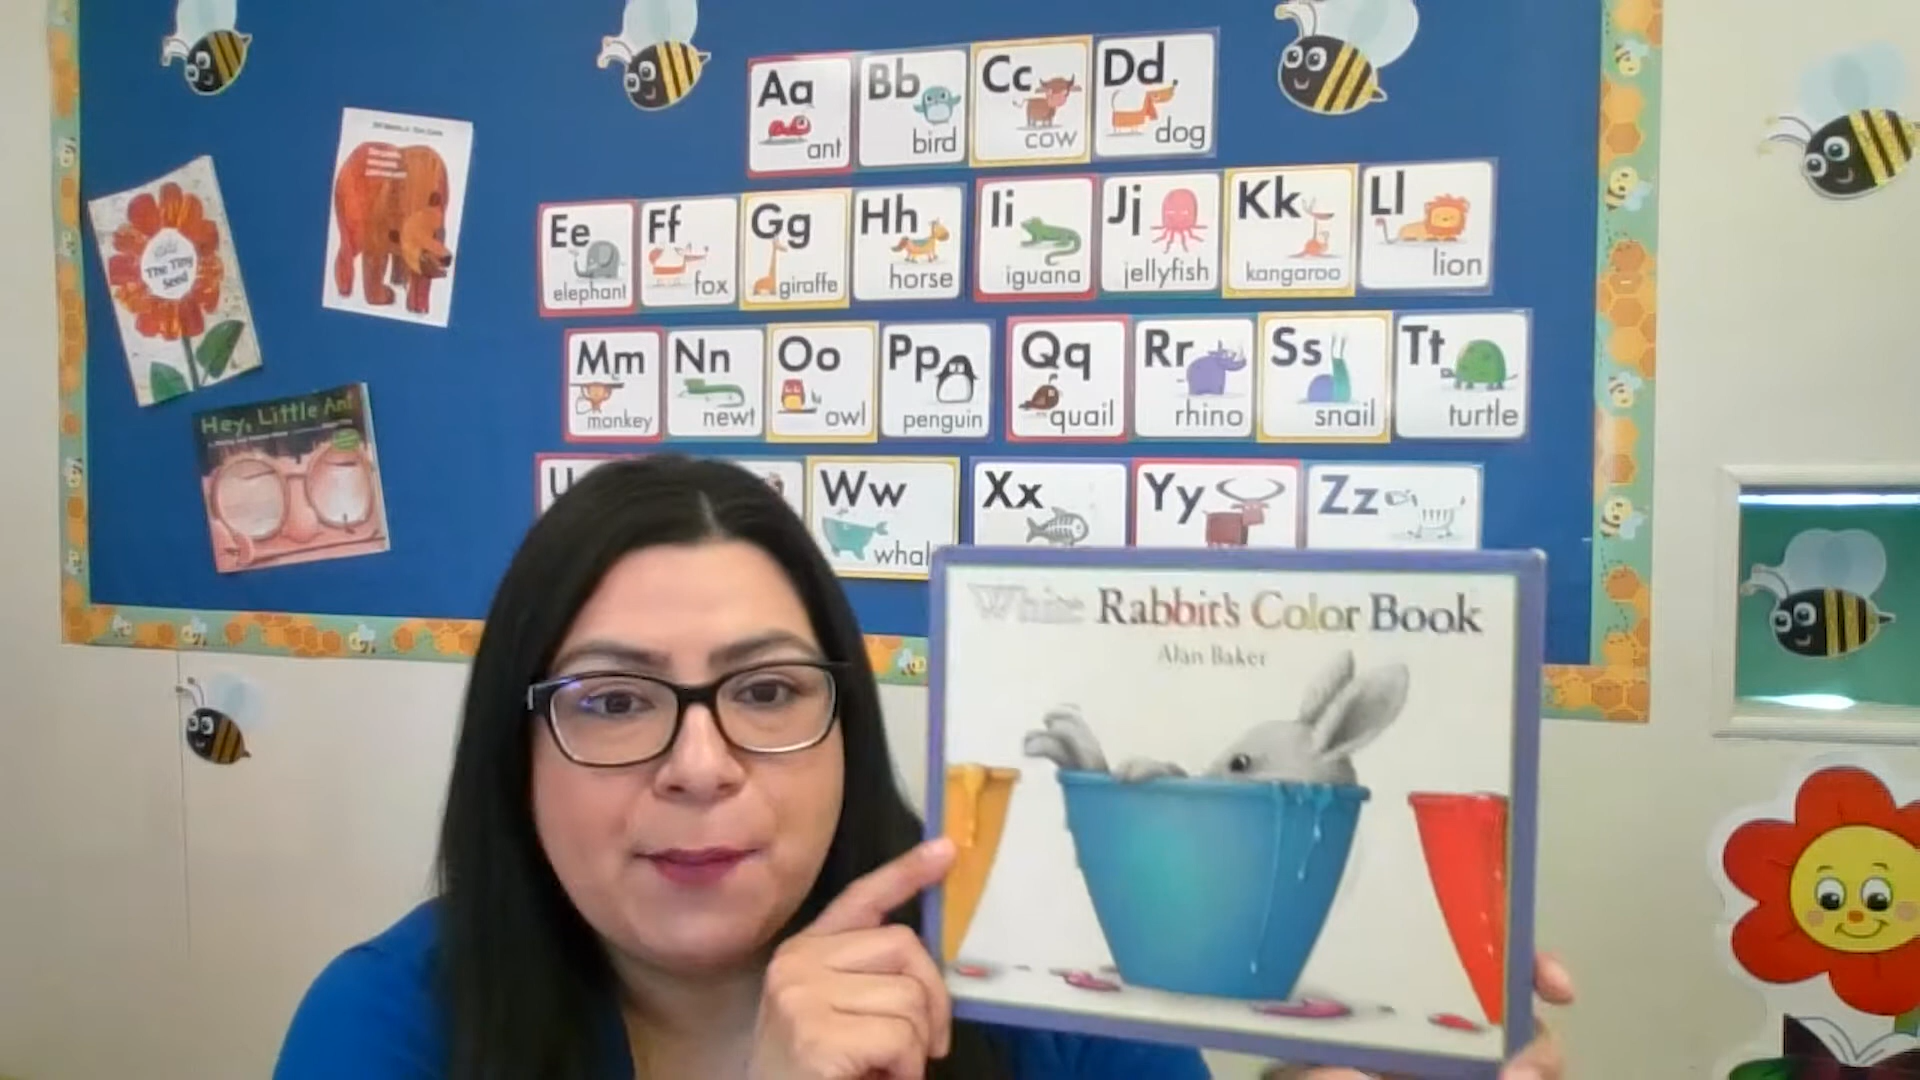 Aa
ant
Bb
bird
Cc
cow
Dd
dog
The Tiny
Seed
Hey, Little Ant
Ee
elephant
Ff
fox
Gg
giraffe
Hh
horse
Ii
iguana
Jj
jellyfish
Kk
kangaroo
Ll
lion
Mm
monkey
Nn
newt
Oo
owl
Pp
penguin
Qq
quail
Rr
rhino
Ss
snail
Tt
turtle
U
Ww
whal
Xx
Yy
Zz
White Rabbit's Color Book
Alan Baker